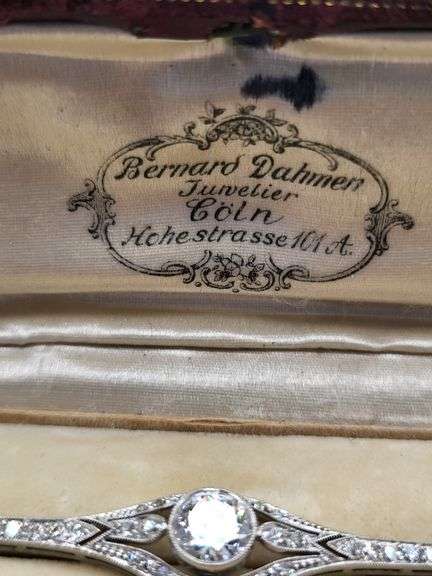 Bernard Dahmen
Juwelier
Cöln
Hohestrasse 101 A.